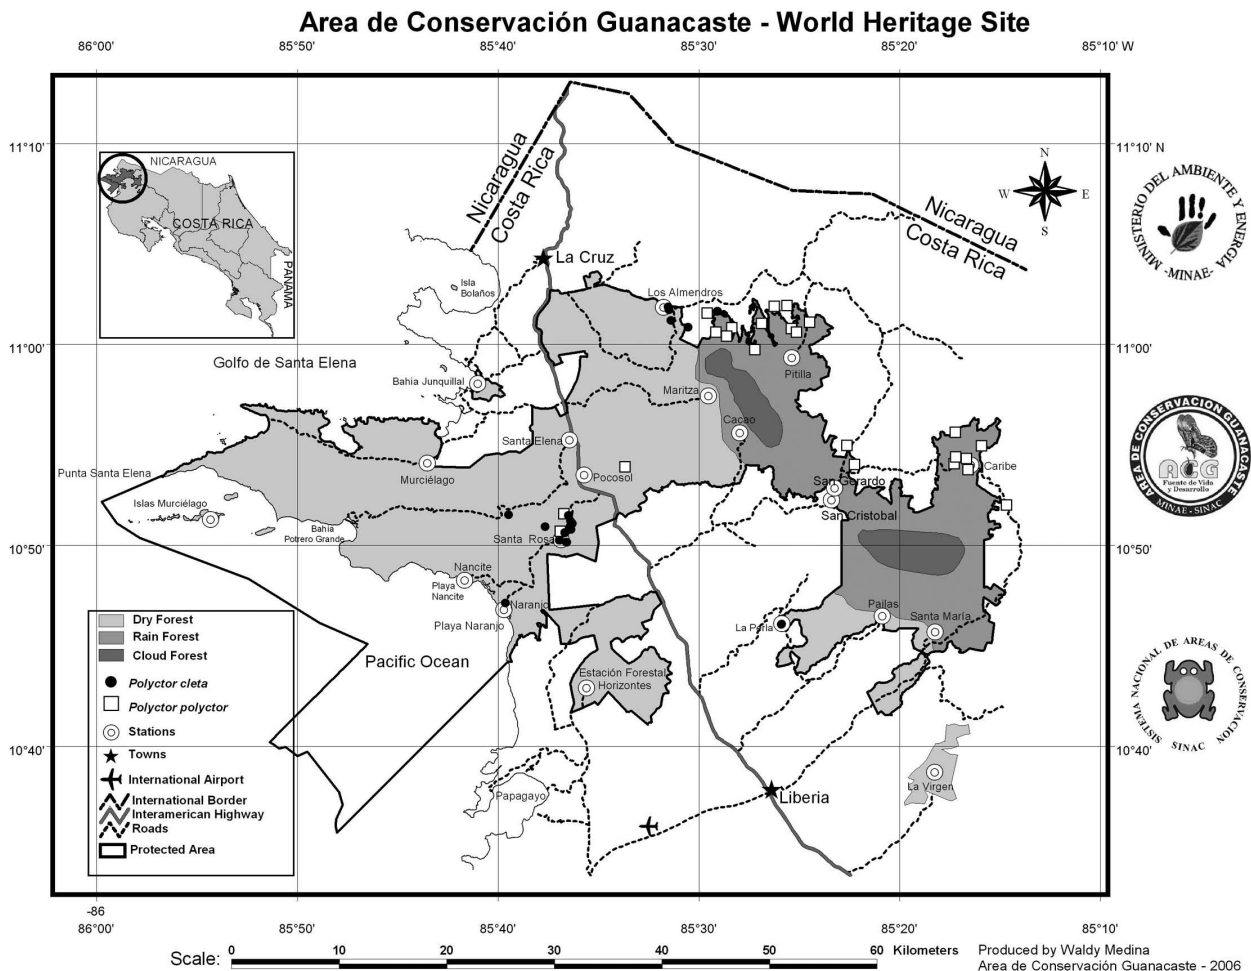 Area de Conservación Guanacaste - World Heritage Site
86°00'
85°50'
85°40'
85°30'
85°20'
85°10' W
11°10'
11°10' N
11°00'
11°00'
10°50'
10°50'
10°40'
10°40'
NICARAGUA
COSTA RICA
PANAMA
Nicaragua
Costa Rica
Nicaragua
Costa Rica
N
W
E
S
La Cruz
Isla
Bolaños
Los Almendros
Golfo de Santa Elena
Bahia Junquillal
Pitilla
Maritza
Cacao
Santa Elena
Punta Santa Elena
Murciélago
Pocosol
Caribe
San Gerardo
San Cristobal
Islas Murciélago
Bahia
Potrero Grande
Santa Rosa
Nancite
Playa
Nancite
Naranjo
Playa Naranjo
Pailas
Santa María
La Perla
Pacific Ocean
Estación Forestal
Horizontes
La Virgen
Papagayo
Liberia
Dry Forest
Rain Forest
Cloud Forest
Polyctor cleta
Polyctor polyctor
Stations
Towns
International Airport
International Border
Interamerican Highway
Roads
Protected Area
MINISTERIO DEL AMBIENTE Y ENERGIA
-MINAE-
AREA DE CONSERVACION GUANACASTE
ACG
Fuente de Vida
y Desarrollo
MINAE - SINAC
SISTEMA NACIONAL DE AREAS DE CONSERVACION
SINAC
-86
86°00'
85°50'
85°40'
85°30'
85°20'
85°10'
Scale:
0
10
20
30
40
50
60
Kilometers
Produced by Waldy Medina
Area de Conservación Guanacaste - 2006